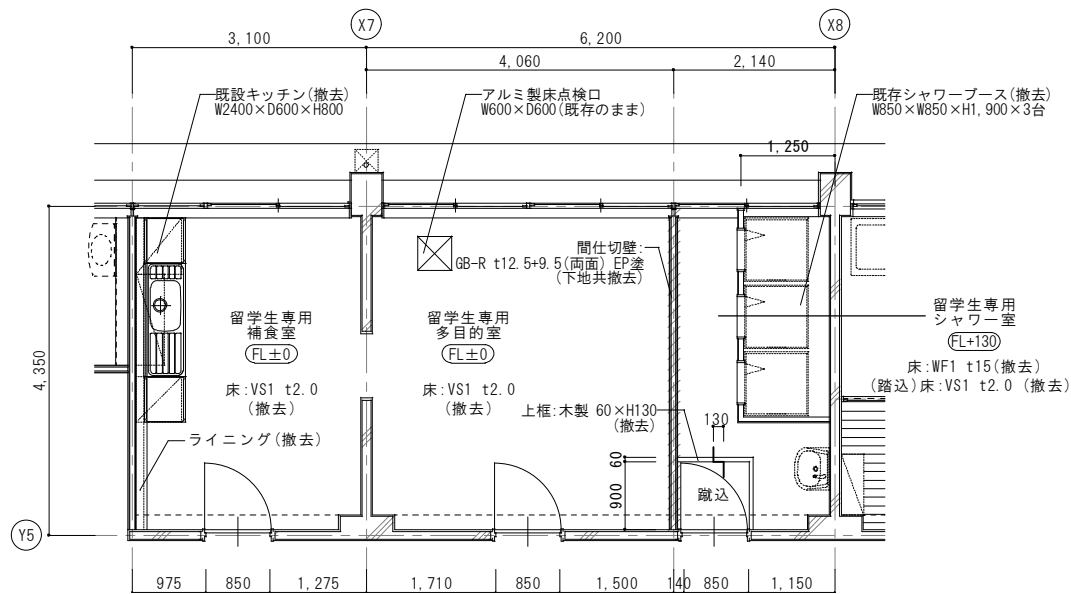 X7
X8
3,100
6,200
4,060
2,140
既設キッチン(撤去)
W2400×D600×H800
アルミ製床点検口
W600×D600(既存のまま)
既存シャワーブース(撤去)
W850×W850×H1,900×3台
1,250
間仕切壁:
GB-R t12.5+9.5(両面) EP塗
(下地共撤去)
留学生専用
補食室
FL±0
床:VS1 t2.0
(撤去)
留学生専用
多目的室
FL±0
床:VS1 t2.0
(撤去)
留学生専用
シャワー室
FL+130
床:WF1 t15(撤去)
(踏込)床:VS1 t2.0 (撤去)
4,350
上框:木製 60×H130
(撤去)
130
ライニング(撤去)
60
900
蹴込
Y5
975
850
1,275
1,710
850
1,500
140
850
1,150